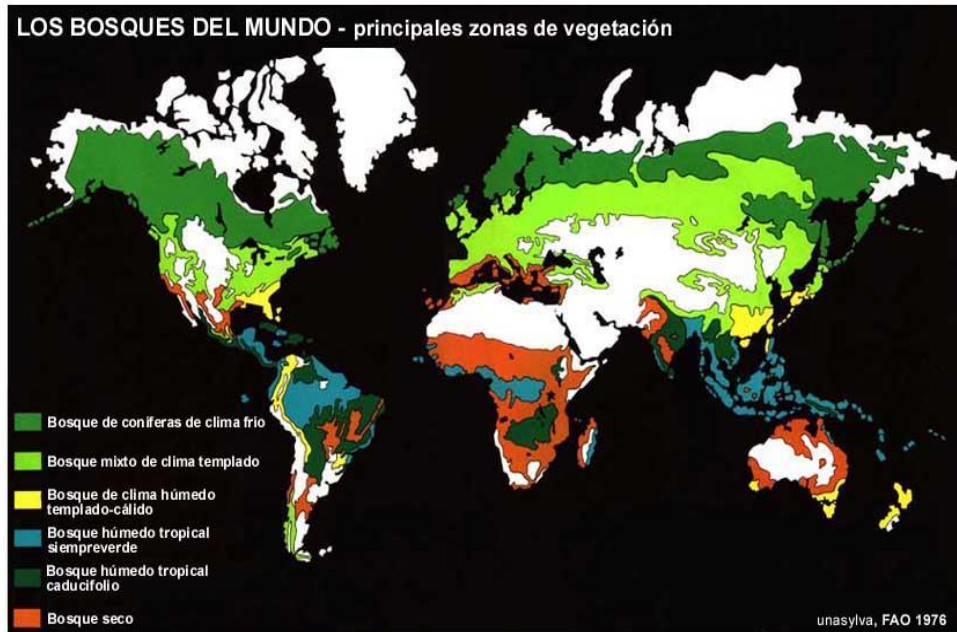 LOS BOSQUES DEL MUNDO - principales zonas de vegetación
Bosque de coníferas de clima frio
Bosque mixto de clima templado
Bosque de clima húmedo
templado-cálido
Bosque húmedo tropical
siempreverde
Bosque húmedo tropical
caducifolio
Bosque seco
unasylva, FAO 1976